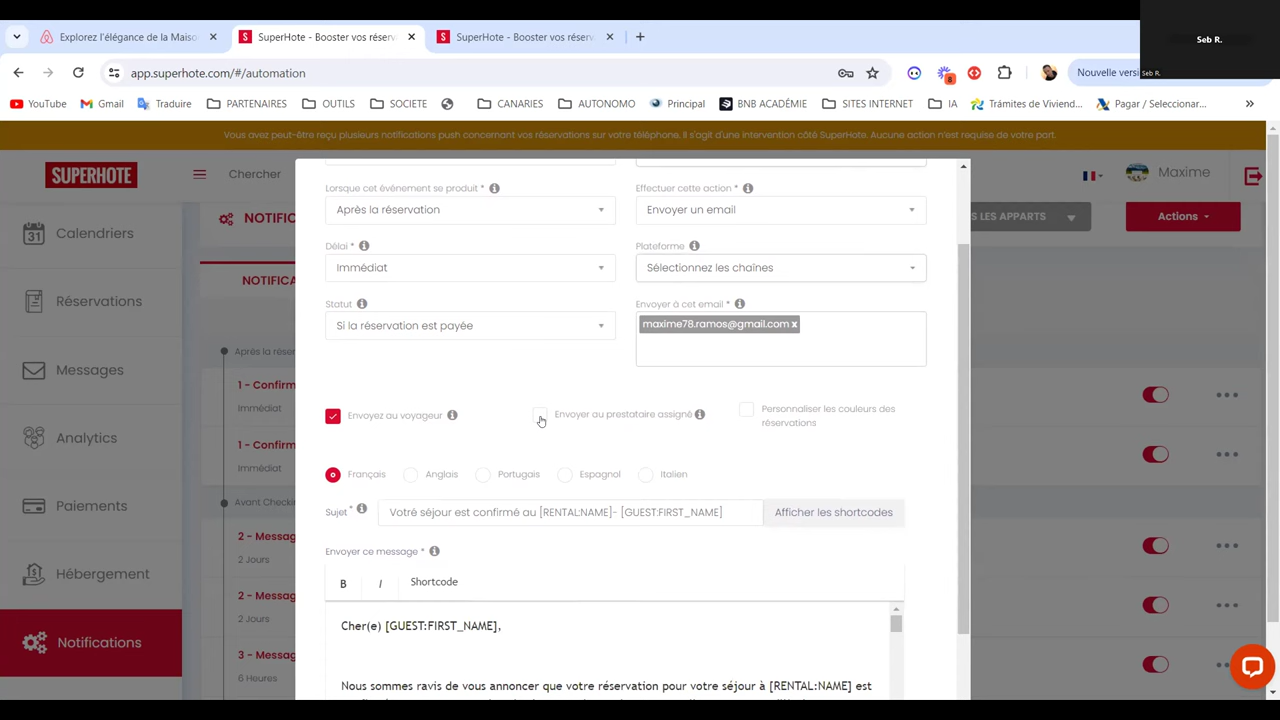 Explorez l'élégance de la Maiso
SuperHote - Booster vos réserv
SuperHote - Booster vos réserv
Seb R.
app.superhote.com/#/automation
8
Nouvelle versi
Seb R.
YouTube
Gmail
Traduire
PARTENAIRES
OUTILS
SOCIETE
CANARIES
AUTONOMO
Principal
BNB ACADÉMIE
SITES INTERNET
IA
Trámites de Viviend...
Pagar / Seleccionar...
Vous avez peut-être reçu plusieurs notifications push concernant vos réservations sur votre téléphone. Il s'agit d'une intervention côté SuperHote. Aucune action n'est requise de votre part.
SUPERHOTE
Chercher
Maxime
31
Calendriers
Réservations
Messages
Analytics
Paiements
Hébergement
Notifications
NOTIFIC
S LES APPARTS
Actions
NOTIFICA
Après la réser
1 - Confirm
Immédiat
1 - Confirm
Immédiat
Avant Checkin
2 - Messag
2 Jours
2 - Messag
2 Jours
3 - Messag
6 Heures
Lorsque cet événement se produit *
Effectuer cette action *
Après la réservation
Envoyer un email
Délai *
Plateforme
Immédiat
Sélectionnez les chaînes
Statut
Envoyer à cet email *
Si la réservation est payée
maxime78.ramos@gmail.com x
Envoyez au voyageur
Envoyer au prestataire assigné
Personnaliser les couleurs des
réservations
Français
Anglais
Portugais
Espagnol
Italien
Sujet *
Votre séjour est confirmé au [RENTAL:NAME]- [GUEST:FIRST_NAME]
Afficher les shortcodes
Envoyer ce message *
B
I
Shortcode
Cher(e) [GUEST:FIRST_NAME],
Nous sommes ravis de vous annoncer que votre réservation pour votre séjour à [RENTAL:NAME] est